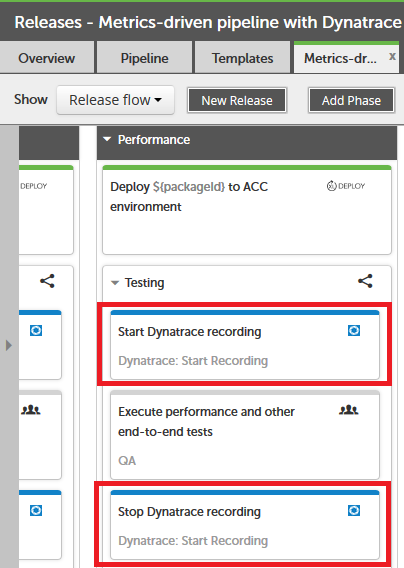 Releases - Metrics-driven pipeline with Dynatrace
Overview
Pipeline
Templates
Metrics-dr... x
Show
Release flow
New Release
Add Phase
Performance
DEPLOY
Deploy ${packageId} to ACC
environment
DEPLOY
Testing
Start Dynatrace recording
Dynatrace: Start Recording
Execute performance and other
end-to-end tests
QA
Stop Dynatrace recording
Dynatrace: Start Recording